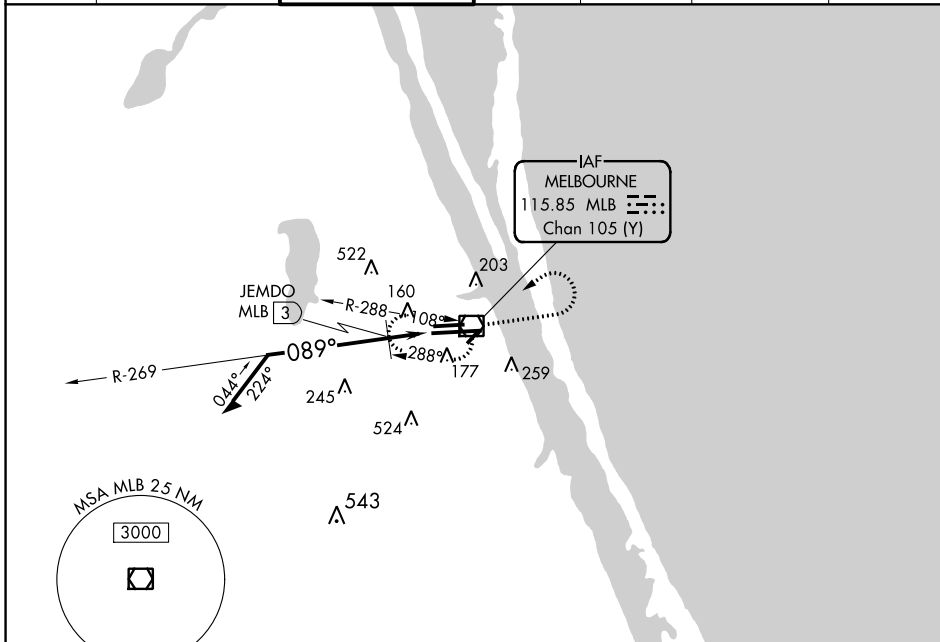 IAF
MELBOURNE
115.85 MLB
Chan 105 (Y)
522
203
JEMDO
MLB 3
160
R-288
108°
089°
288°
177
259
R-269
044°
224°
245
524
543
MSA MLB 25 NM
3000